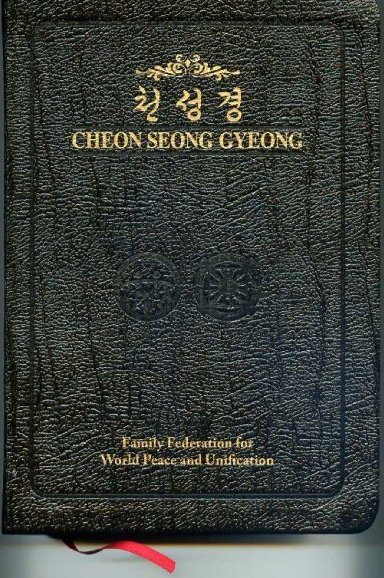 천성경
CHEON SEONG GYEONG
Family Federation for
World Peace and Unification